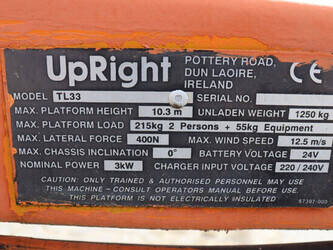 UpRight
POTTERY ROAD,
DUN LAOIRE,
IRELAND
CE
MODEL TL33 SERIAL NO.
MAX. PLATFORM HEIGHT 10.3 m UNLADEN WEIGHT 1250 kg
MAX. PLATFORM LOAD 215kg 2 Persons + 55kg Equipment
MAX. LATERAL FORCE 400N MAX. WIND SPEED 12.5 m/s
MAX. CHASSIS INCLINATION 0° BATTERY VOLTAGE 24V
NOMINAL POWER 3kW CHARGER INPUT VOLTAGE 220 / 240V
CAUTION: ONLY TRAINED & AUTHORISED PERSONNEL MAY USE
THIS MACHINE - CONSULT OPERATORS MANUAL BEFORE USE.
THIS PLATFORM IS NOT ELECTRICALLY INSULATED